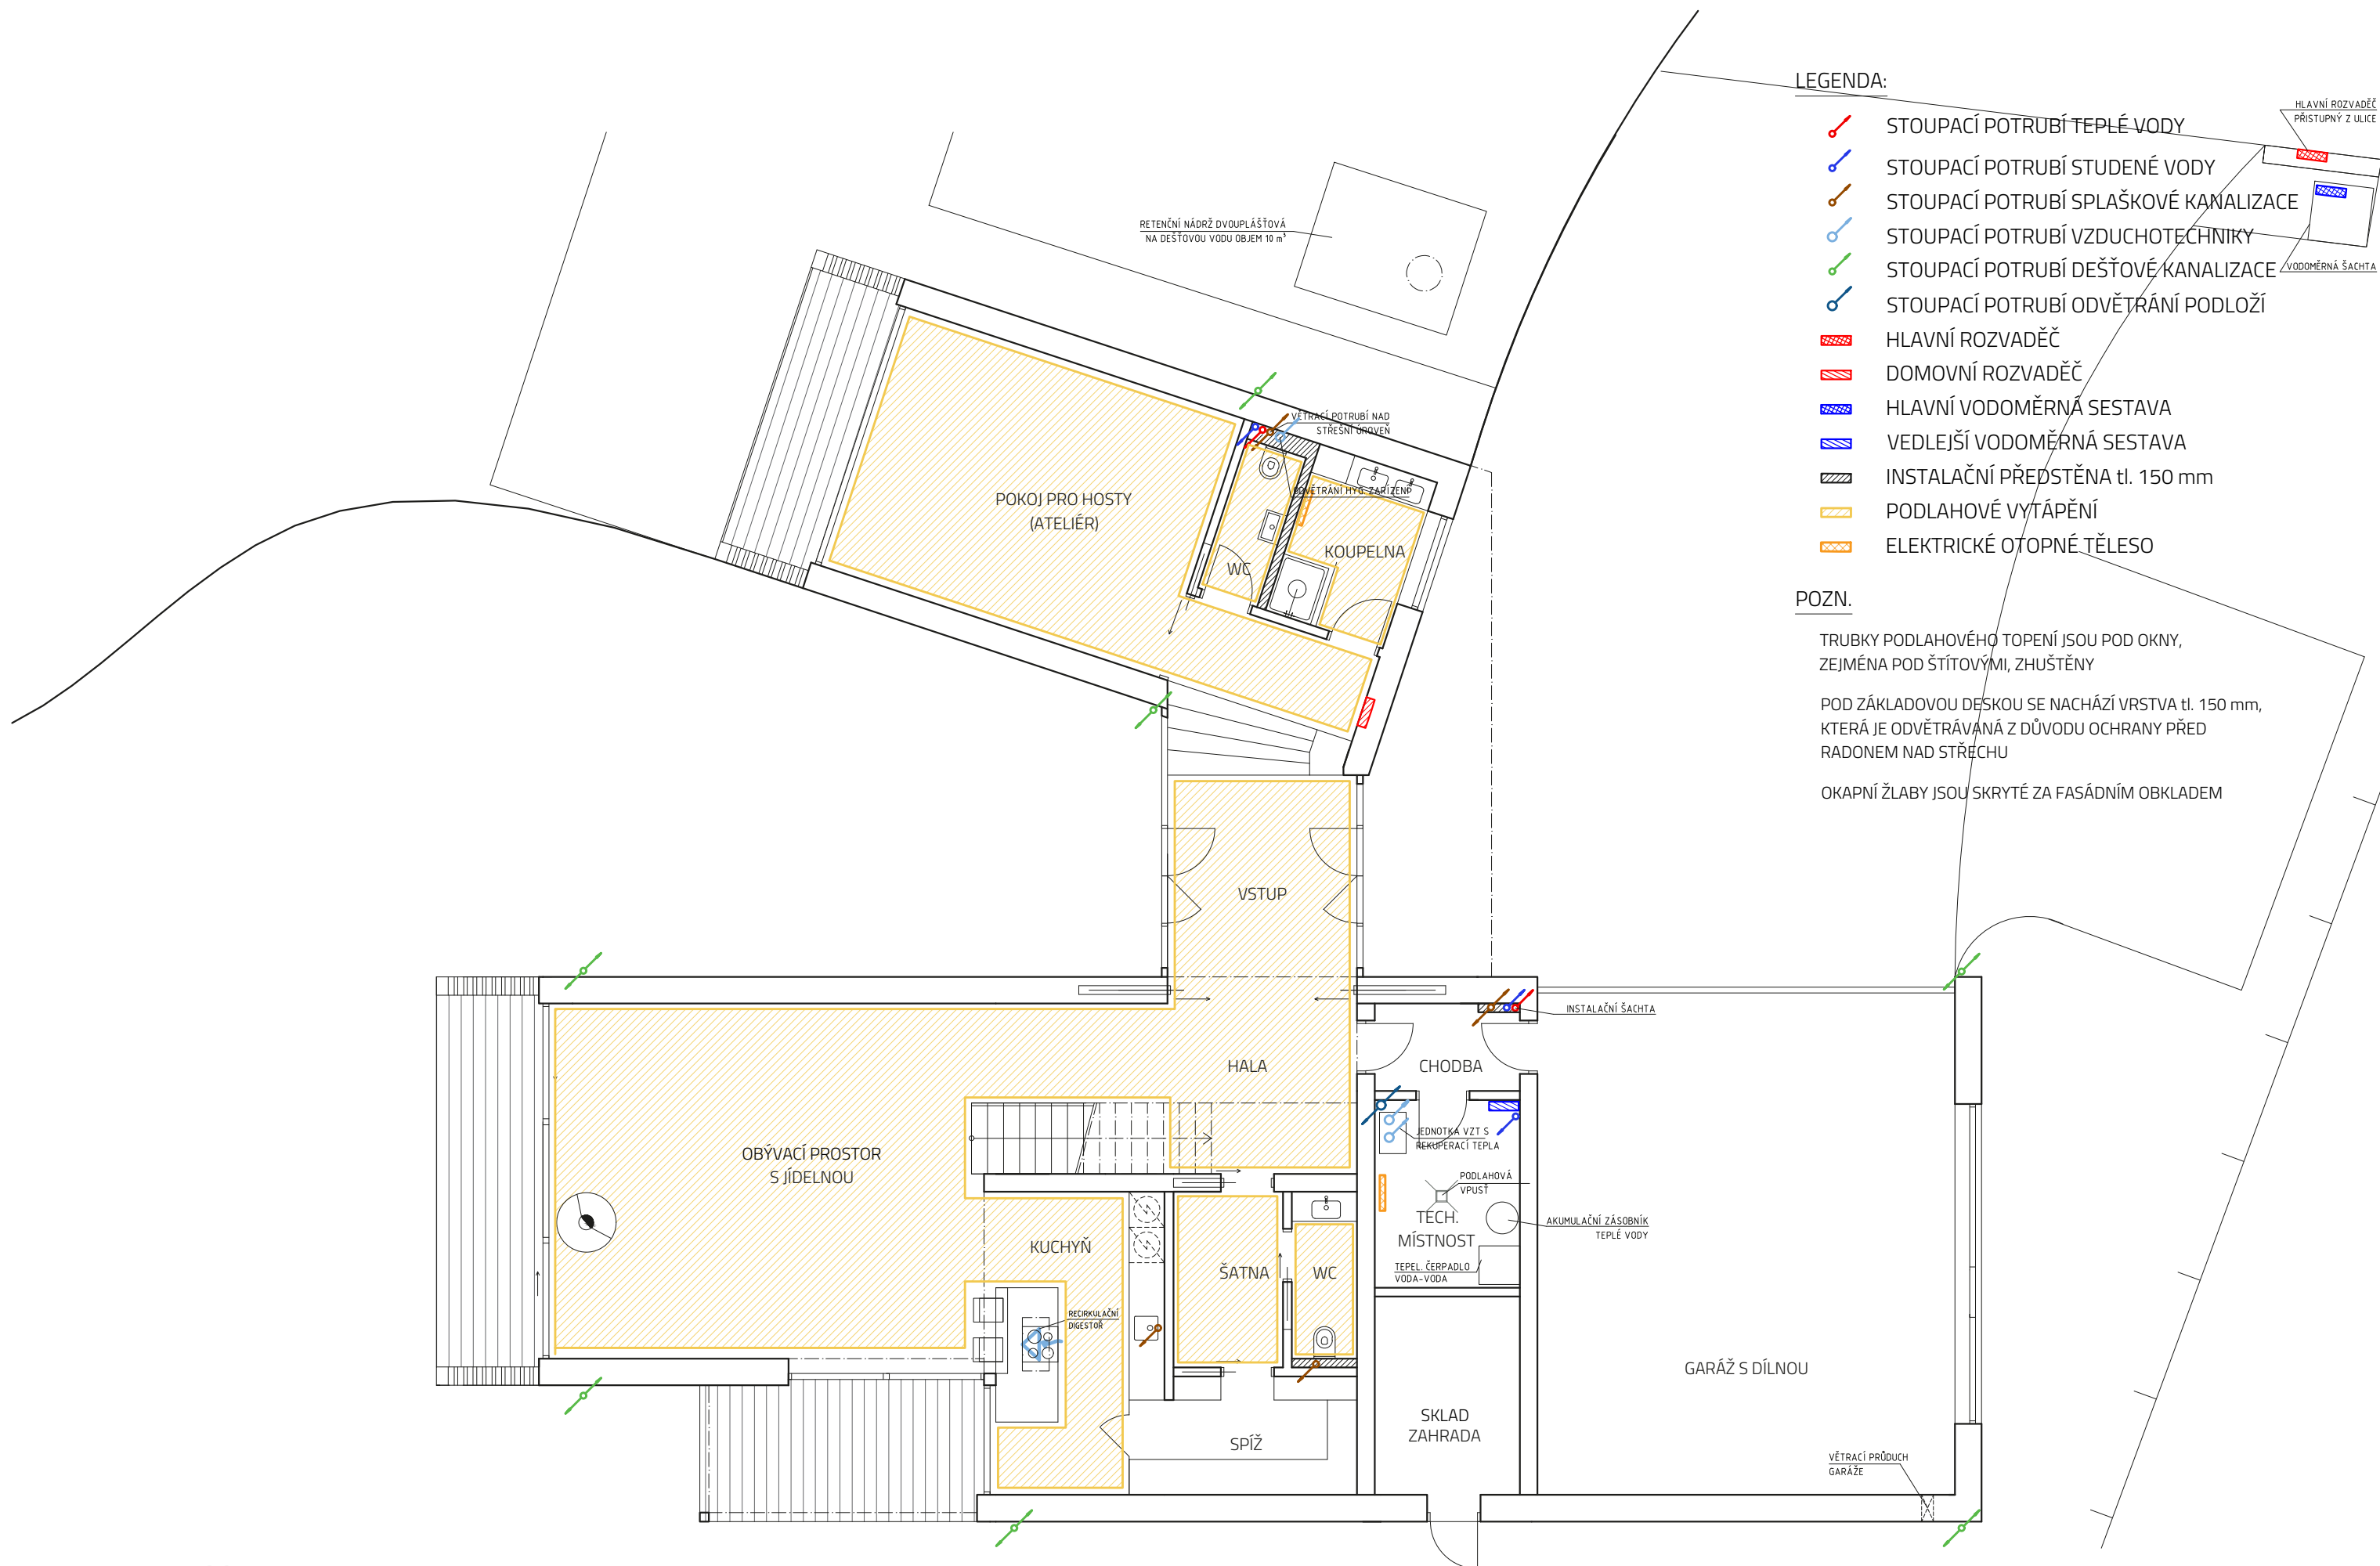 LEGENDA:
STOUPACÍ POTRUBÍ TEPLÉ VODY
STOUPACÍ POTRUBÍ STUDENÉ VODY
STOUPACÍ POTRUBÍ SPLAŠKOVÉ KANALIZACE
STOUPACÍ POTRUBÍ VZDUCHOTECHNIKY
STOUPACÍ POTRUBÍ DEŠŤOVÉ KANALIZACE
STOUPACÍ POTRUBÍ ODVĚTRÁNÍ PODLOŽÍ
HLAVNÍ ROZVADĚČ
DOMOVNÍ ROZVADĚČ
HLAVNÍ VODOMĚRNÁ SESTAVA
VEDLEJŠÍ VODOMĚRNÁ SESTAVA
INSTALAČNÍ PŘEDSTĚNA tl. 150 mm
PODLAHOVÉ VYTÁPĚNÍ
ELEKTRICKÉ OTOPNÉ TĚLESO
POZN.
TRUBKY PODLAHOVÉHO TOPENÍ JSOU POD OKNY,
ZEJMÉNA POD ŠTÍTOVÝMI, ZHUŠTĚNY
POD ZÁKLADOVOU DESKOU SE NACHÁZÍ VRSTVA tl. 150 mm,
KTERÁ JE ODVĚTRÁVANÁ Z DŮVODU OCHRANY PŘED
RADONEM NAD STŘECHU
OKAPNÍ ŽLABY JSOU SKRYTÉ ZA FASÁDNÍM OBKLADEM
HLAVNÍ ROZVADĚČ
PŘISTUPNÝ Z ULICE
VODOMĚRNÁ ŠACHTA
RETENČNÍ NÁDRŽ DVOUPLÁŠŤOVÁ
NA DEŠŤOVOU VODU OBJEM 10 m³
VĚTRACÍ POTRUBÍ NAD
STŘEŠNÍ ÚROVEŇ
ODVĚTRÁNÍ HYG. ZAŘÍZENÍ
POKOJ PRO HOSTY
(ATELIÉR)
WC
KOUPELNA
VSTUP
INSTALAČNÍ ŠACHTA
HALA
CHODBA
JEDNOTKA VZT S
REKUPERACÍ TEPLA
OBÝVACÍ PROSTOR
S JÍDELNOU
PODLAHOVÁ
VPUSŤ
TECH.
MÍSTNOST
AKUMULAČNÍ ZÁSOBNÍK
TEPLÉ VODY
TEPEL. ČERPADLO
VODA-VODA
KUCHYŇ
ŠATNA
WC
RECIRKULAČNÍ
DIGESTOŘ
GARÁŽ S DÍLNOU
SKLAD
ZAHRADA
SPÍŽ
VĚTRACÍ PRŮDUCH
GARÁŽE